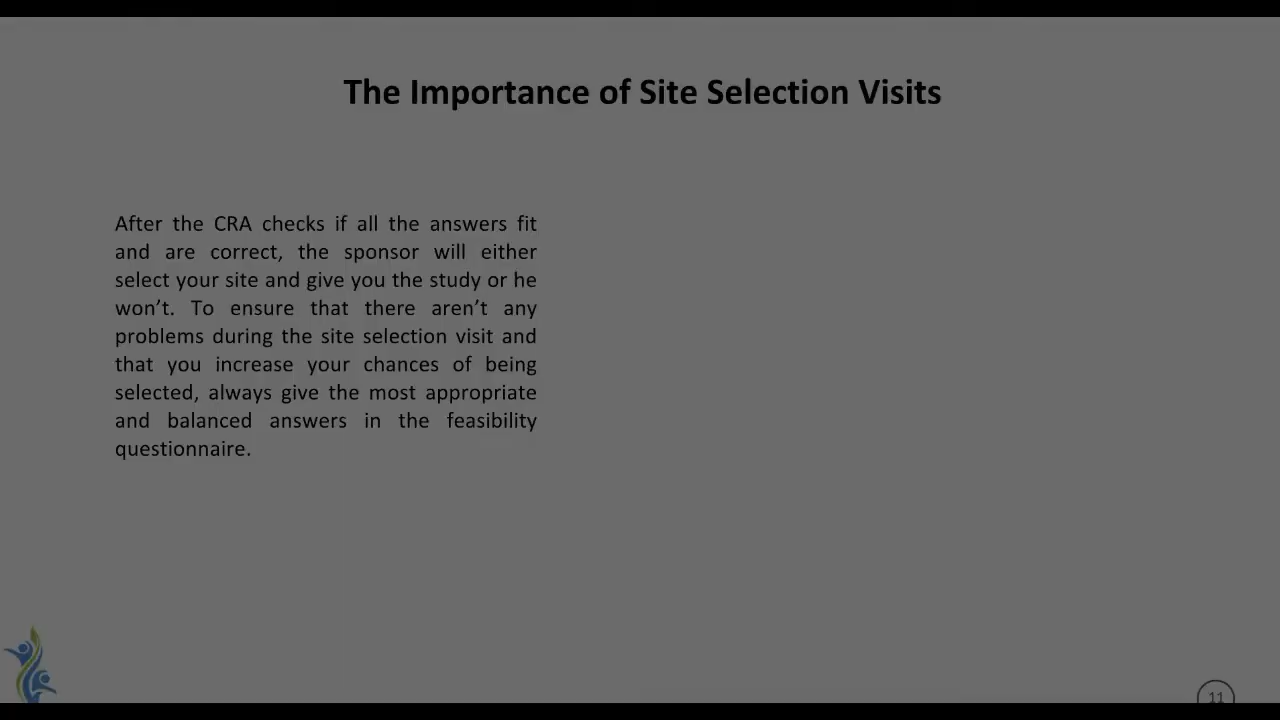 The Importance of Site Selection Visits
After the CRA checks if all the answers fit
and are correct, the sponsor will either
select your site and give you the study or he
won’t. To ensure that there aren’t any
problems during the site selection visit and
that you increase your chances of being
selected, always give the most appropriate
and balanced answers in the feasibility
questionnaire.
11